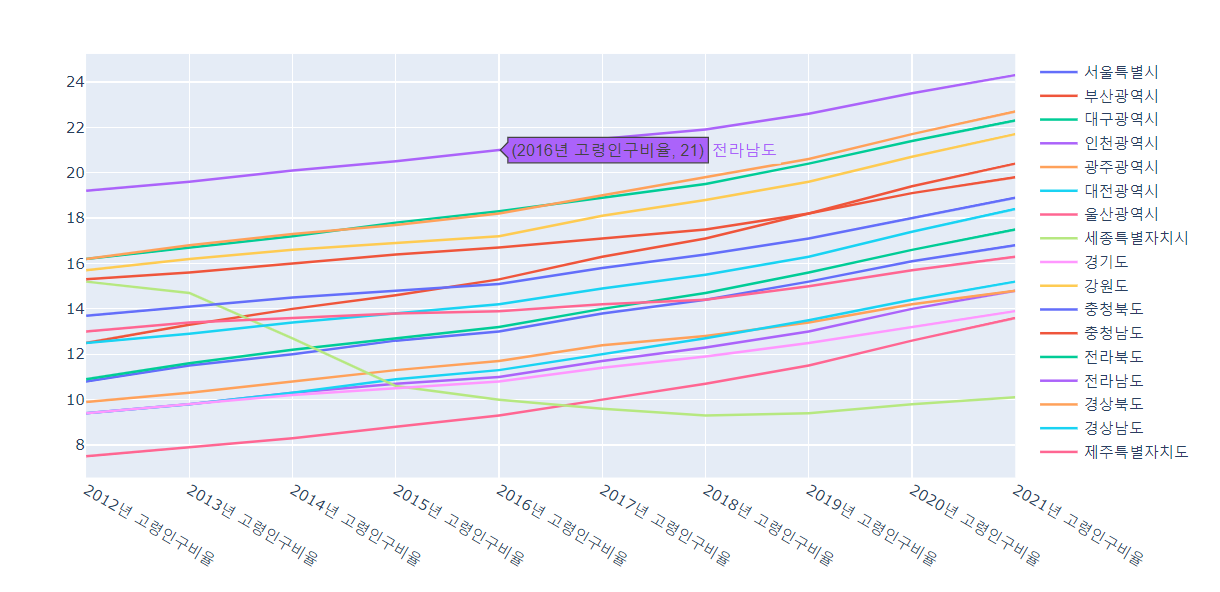 24
22
20
18
16
14
12
10
8
(2016년 고령인구비율, 21) 전라남도
2012년 고령인구비율
2013년 고령인구비율
2014년 고령인구비율
2015년 고령인구비율
2016년 고령인구비율
2017년 고령인구비율
2018년 고령인구비율
2019년 고령인구비율
2020년 고령인구비율
2021년 고령인구비율
서울특별시
부산광역시
대구광역시
인천광역시
광주광역시
대전광역시
울산광역시
세종특별자치시
경기도
강원도
충청북도
충청남도
전라북도
전라남도
경상북도
경상남도
제주특별자치도